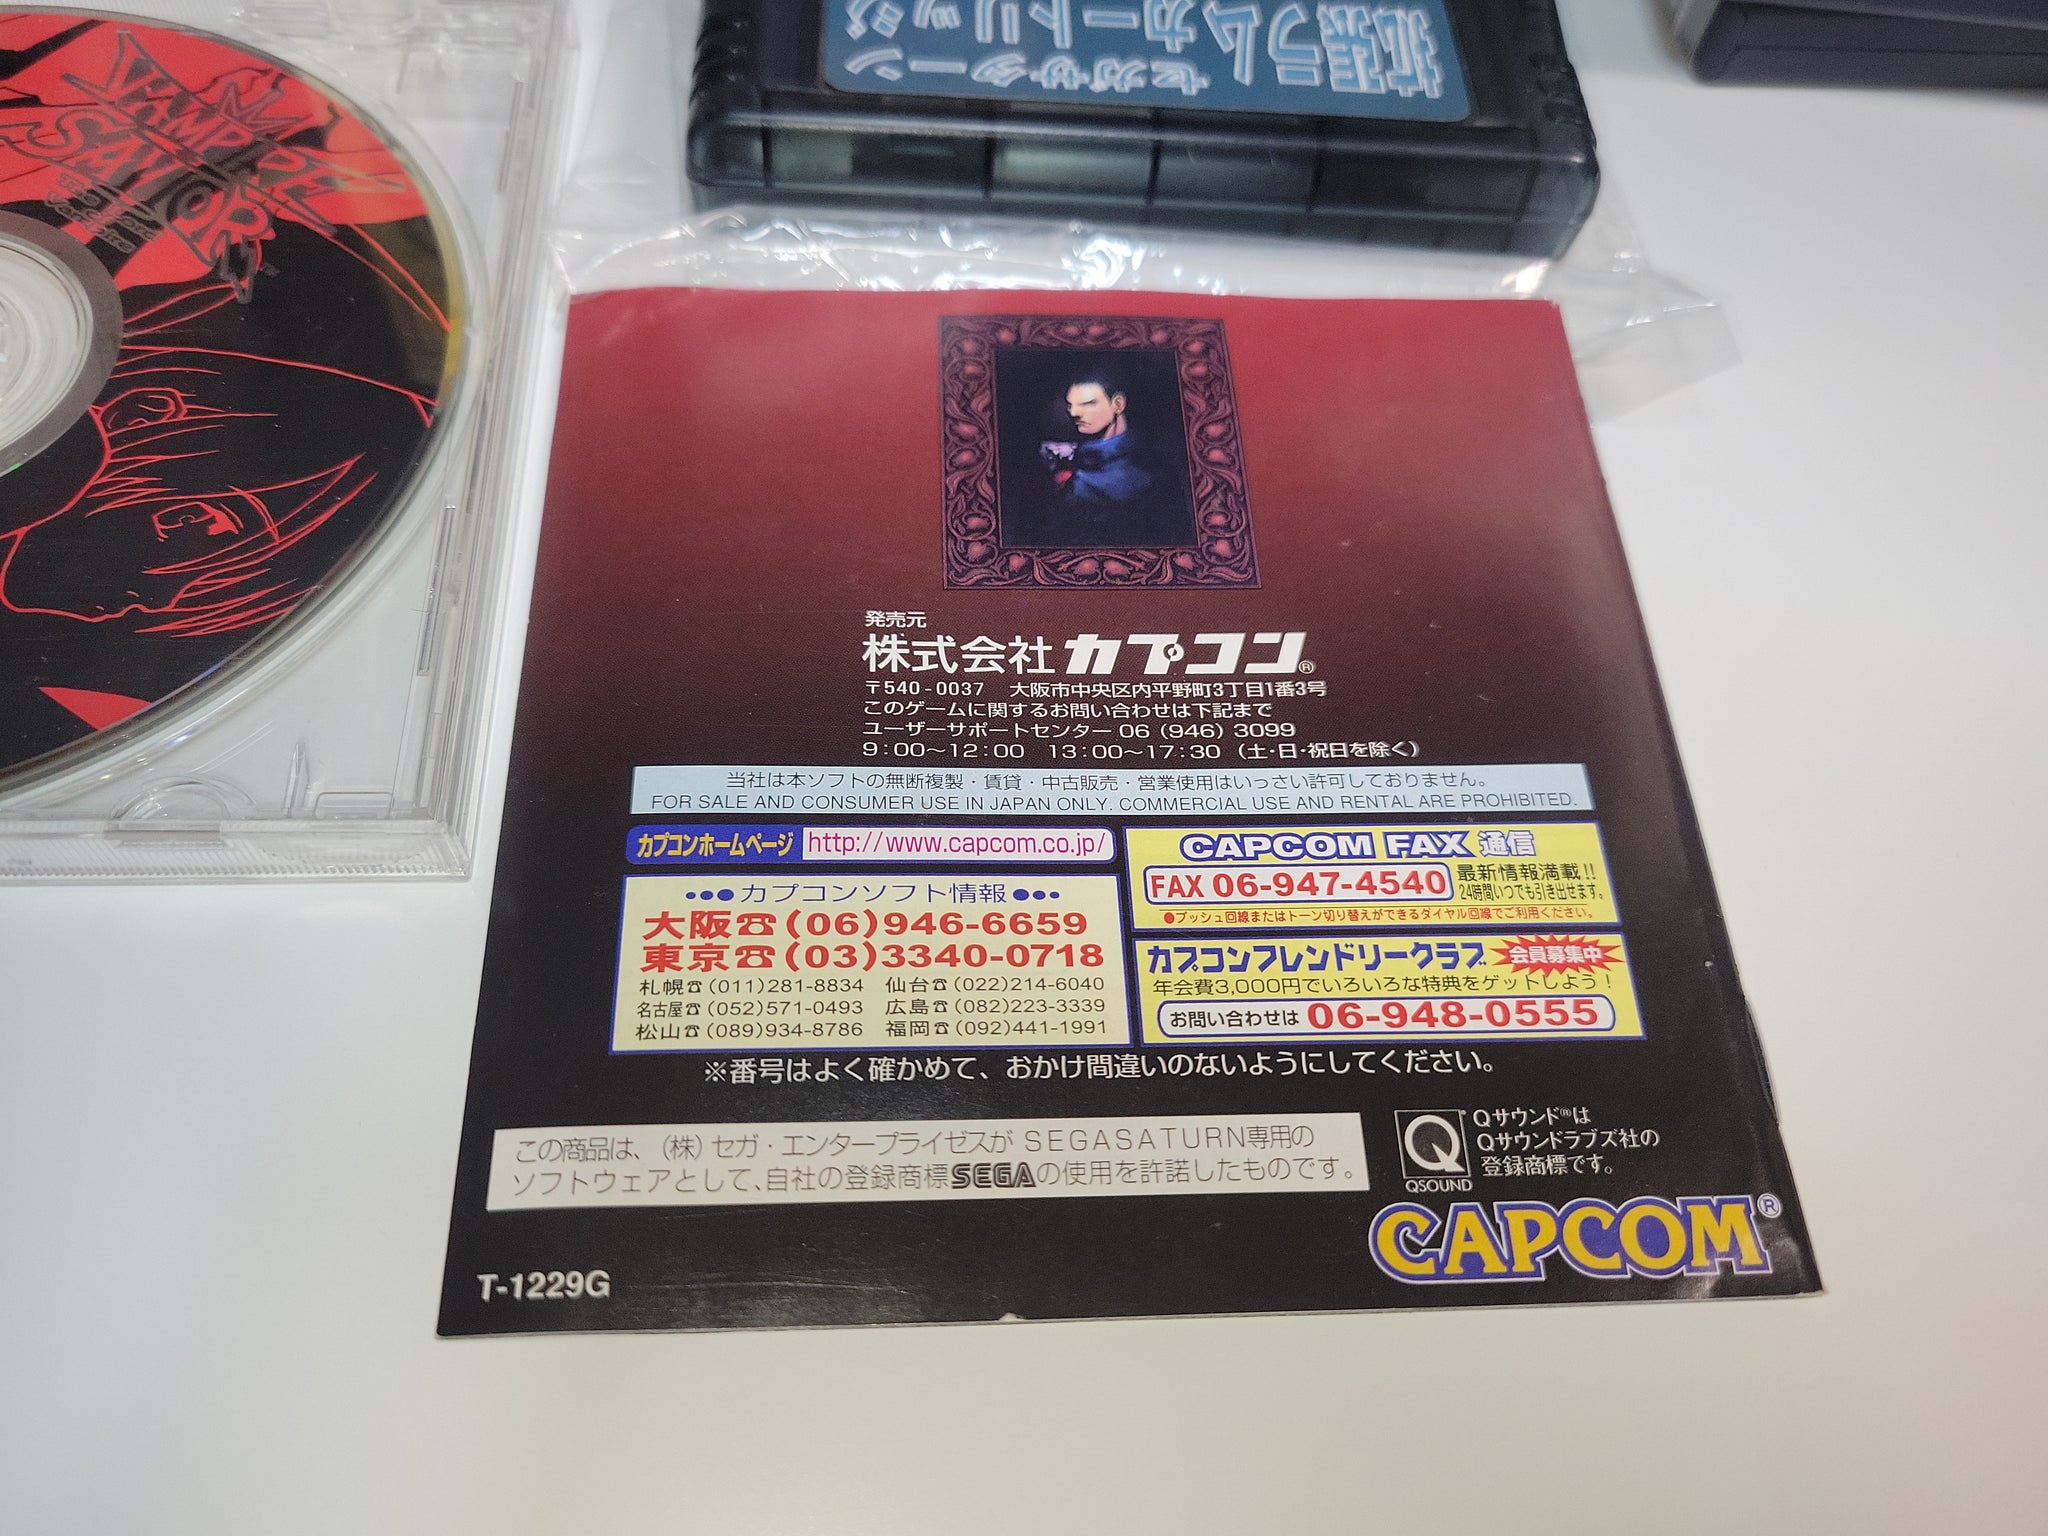 VAMPIRE
SAVIOR
The Lord of
Vampire
セガサターン
拡張ラムカートリッジ
発売元
株式会社カプコン®
〒540-0037 大阪市中央区内平野町3丁目1番3号
このゲームに関するお問い合わせは下記まで
ユーザーサポートセンター 06 (946) 3099
9:00～12:00 13:00～17:30 (土・日・祝日を除く)
当社は本ソフトの無断複製・賃貸・中古販売・営業使用はいっさい許可しておりません。
FOR SALE AND CONSUMER USE IN JAPAN ONLY. COMMERCIAL USE AND RENTAL ARE PROHIBITED.
カプコンホームページ http://www.capcom.co.jp/
●●●カプコンソフト情報●●●
大阪☎(06)946-6659
東京☎(03)3340-0718
札幌☎(011)281-8834 仙台☎(022)214-6040
名古屋☎(052)571-0493 広島☎(082)223-3339
松山☎(089)934-8786 福岡☎(092)441-1991
CAPCOM FAX 通信
FAX 06-947-4540 最新情報満載!!
24時間いつでも引き出せます。
●プッシュ回線またはトーン切り替えができるダイヤル回線でご利用ください。
カプコンフレンドリークラブ 会員募集中
年会費3,000円でいろいろな特典をゲットしよう!
お問い合わせは 06-948-0555
※番号はよく確かめて、おかけ間違いのないようにしてください。
この商品は、(株)セガ・エンタープライゼスが SEGASATURN専用の
ソフトウェアとして、自社の登録商標SEGAの使用を許諾したものです。
Qサウンド®は
Qサウンドラブズ社の
登録商標です。
QSOUND
CAPCOM®
T-1229G